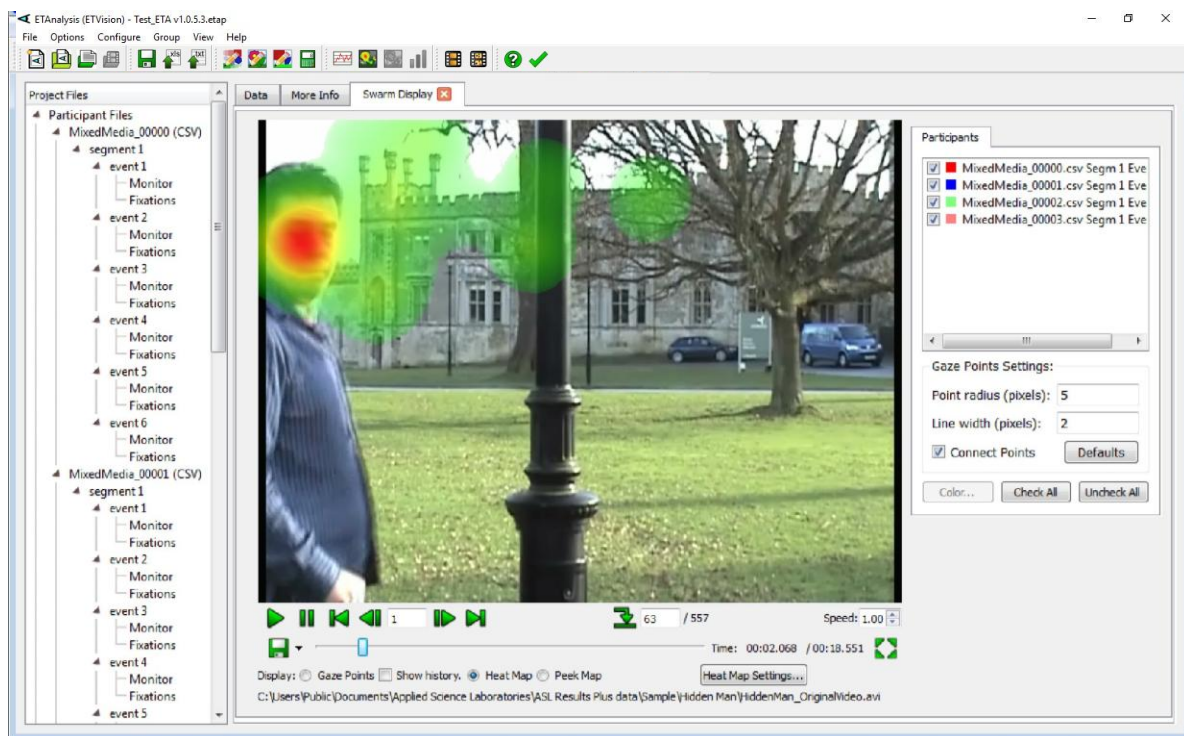 ETAnalysis (ETVision) - Test_ETA v1.0.5.3.etap
File Options Configure Group View Help
xls txt
Project Files
Participant Files
MixedMedia_00000 (CSV)
segment 1
event 1
Monitor
Fixations
event 2
Monitor
Fixations
event 3
Monitor
Fixations
event 4
Monitor
Fixations
event 5
Monitor
Fixations
event 6
Monitor
Fixations
MixedMedia_00001 (CSV)
segment 1
event 1
Monitor
Fixations
event 2
Monitor
Fixations
event 3
Monitor
Fixations
event 4
Monitor
Fixations
event 5
Data More Info Swarm Display
1 63 / 557 Speed: 1.00
Time: 00:02.068 / 00:18.551
Display: Gaze Points Show history. Heat Map Peek Map Heat Map Settings...
C:\Users\Public\Documents\Applied Science Laboratories\ASL Results Plus data\Sample\Hidden Man\HiddenMan_OriginalVideo.avi
Participants
MixedMedia_00000.csv Segm 1 Eve
MixedMedia_00001.csv Segm 1 Eve
MixedMedia_00002.csv Segm 1 Eve
MixedMedia_00003.csv Segm 1 Eve
Gaze Points Settings:
Point radius (pixels): 5
Line width (pixels): 2
Connect Points Defaults
Color... Check All Uncheck All